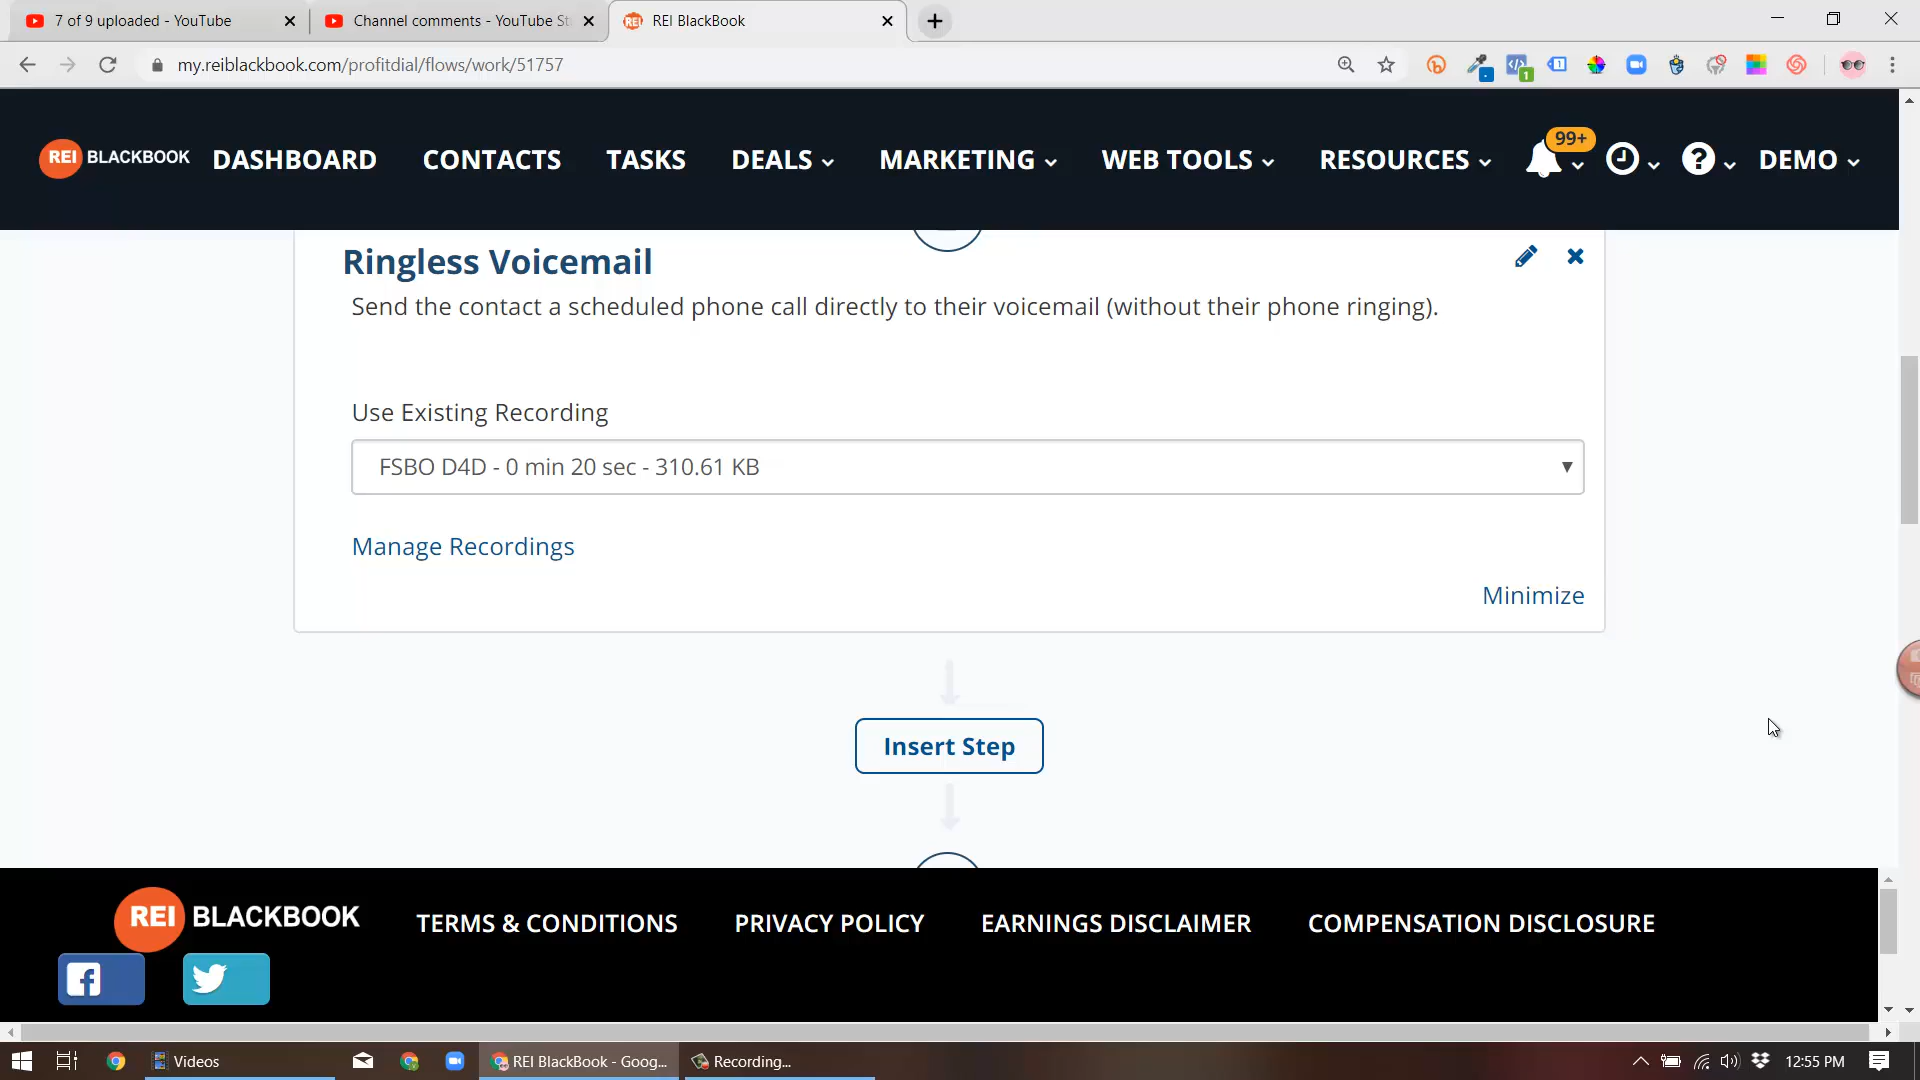 7 of 9 uploaded - YouTube
Channel comments - YouTube St
REI BlackBook
my.reiblackbook.com/profitdial/flows/work/51757
REI BLACKBOOK
DASHBOARD
CONTACTS
TASKS
DEALS
MARKETING
WEB TOOLS
RESOURCES
99+
DEMO
Ringless Voicemail
Send the contact a scheduled phone call directly to their voicemail (without their phone ringing).
Use Existing Recording
FSBO D4D - 0 min 20 sec - 310.61 KB
Manage Recordings
Minimize
Insert Step
REI BLACKBOOK
TERMS & CONDITIONS
PRIVACY POLICY
EARNINGS DISCLAIMER
COMPENSATION DISCLOSURE
Videos
REI BlackBook - Goog...
Recording...
12:55 PM